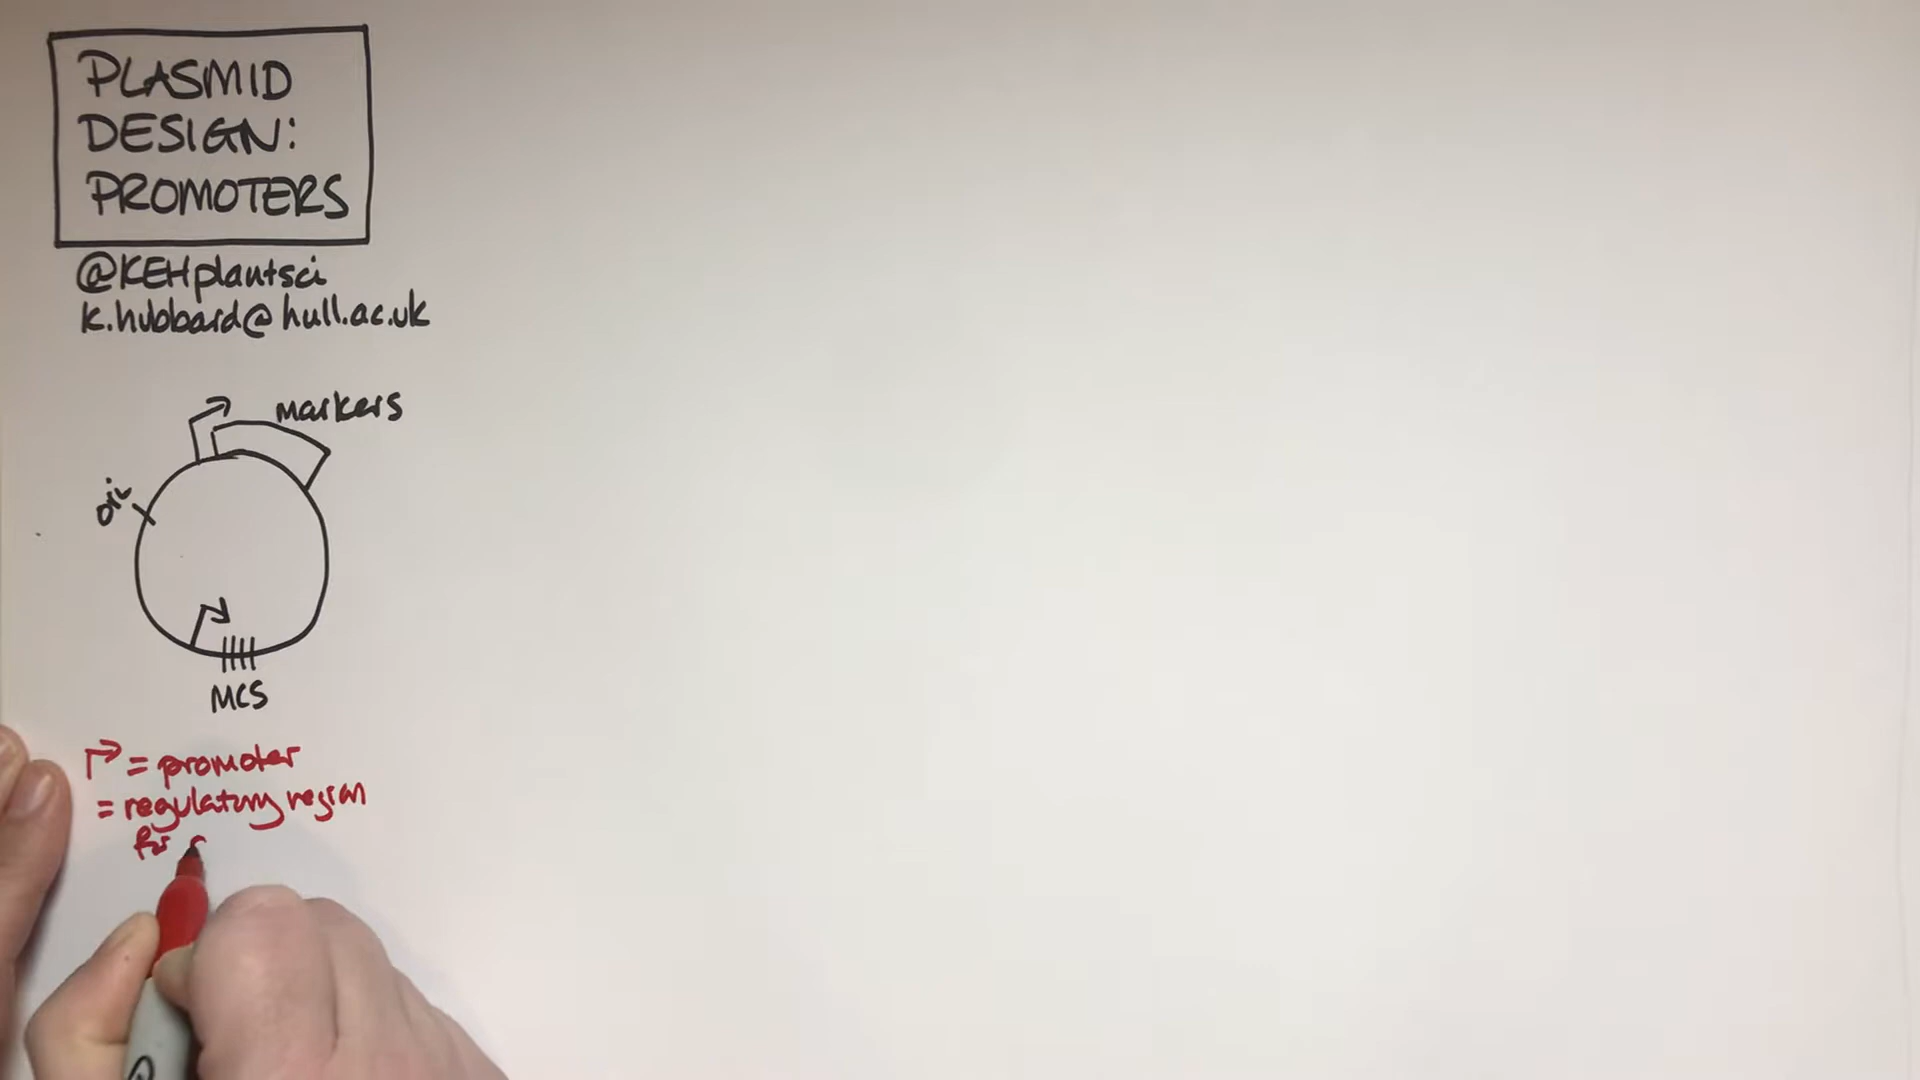 PLASMID
DESIGN:
PROMOTERS
@KEHplantsci
k.hubbard@hull.ac.uk
markers
ori
MCS
= promoter
= regulatory region
for